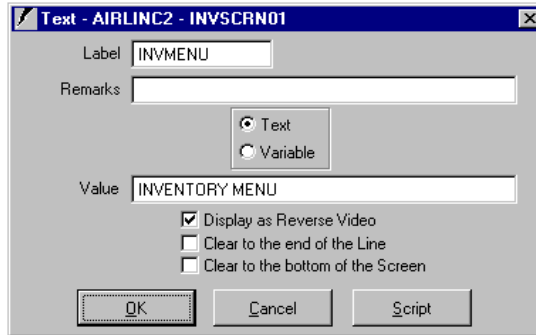 Text - AIRLINC2 - INVSCRN01
Label INVMENU
Remarks
Text
Variable
Value INVENTORY MENU
Display as Reverse Video
Clear to the end of the Line
Clear to the bottom of the Screen
OK Cancel Script